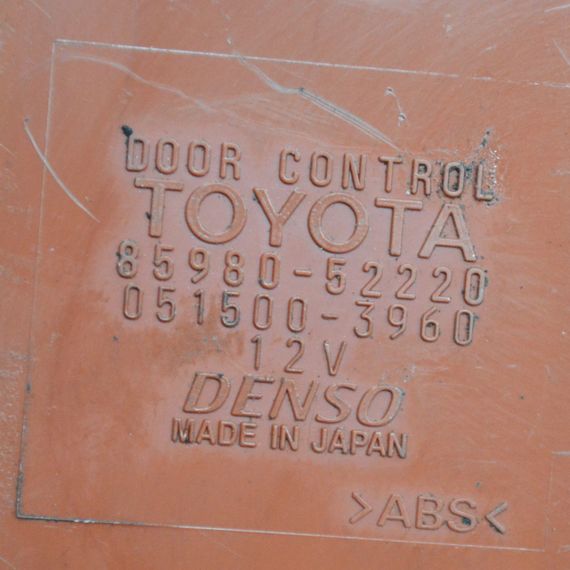 DOOR CONTROL
TOYOTA
85980-52220
051500-3960
12V
DENSO
MADE IN JAPAN
>ABS<